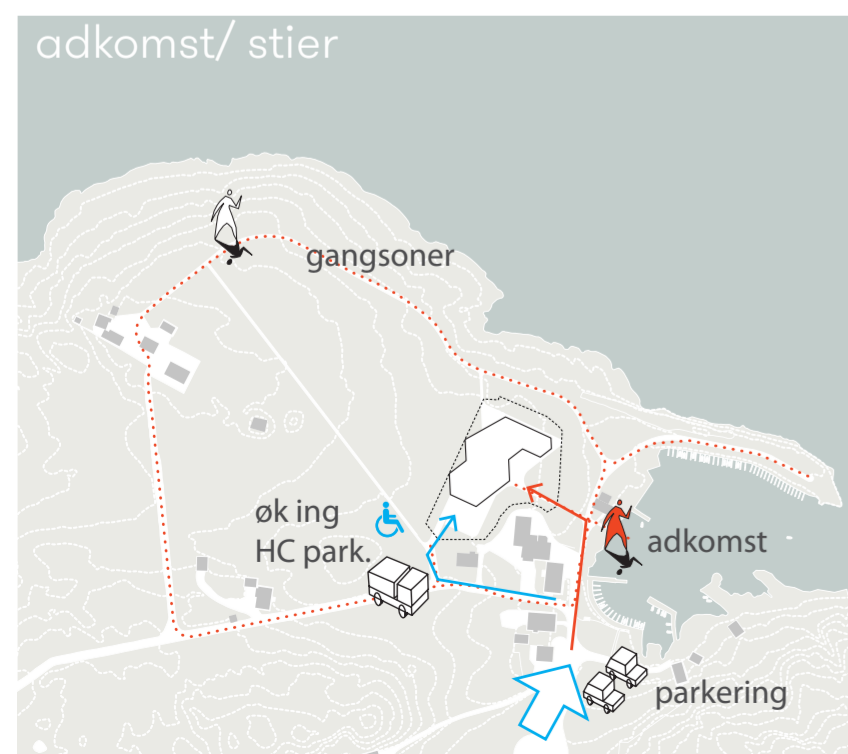 adkomst/ stier
gangsoner
øk ing
HC park.
adkomst
parkering